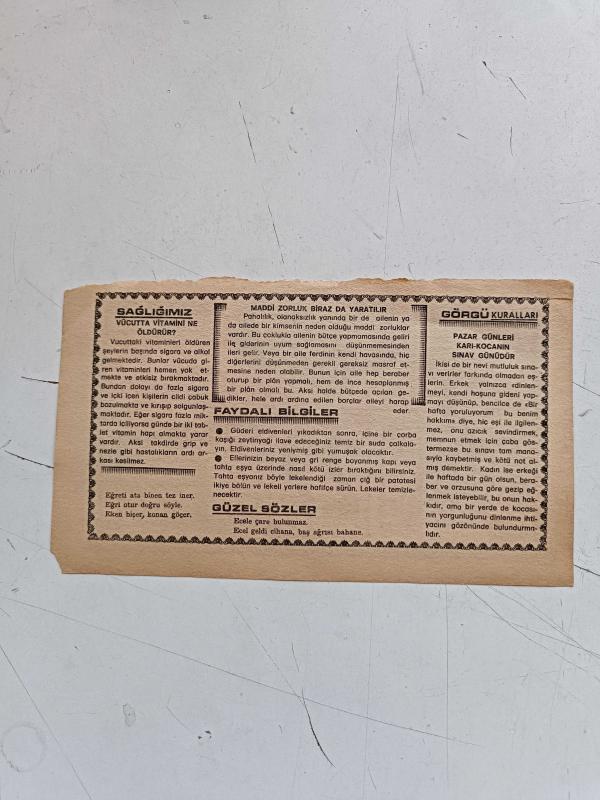 SAĞLIĞIMIZ
VÜCUTTA VİTAMİNİ NE
ÖLDÜRÜR?
Vucuttaki vitaminleri öldüren
şeylerin başında sigara ve alkol
gelmektedir. Bunlar vücuda gi-
ren vitaminleri hemen yok et-
mekte ve etkisiz bırakmaktadır.
Bundan dolayı da fazla sigara
ve içki içen kişilerin cildi çabuk
bozulmakta ve kırışıp solgunlaş-
maktadır. Eğer sigara fazla mik-
tarda içiliyorsa günde bir iki tab-
let vitamin hapı almakta yarar
vardır. Aksi takdirde grip ve
nezle gibi hastalıkların ardı ar-
kası kesilmez.
Eğreti ata binen tez iner.
Eğri otur doğru söyle.
Eken biçer, konan göçer.
MADDİ ZORLUK BİRAZ DA YARATILIR
Pahalılık, olanaksızlık yanında bir de ailenin ya
da ailede bir kimsenin neden olduğu maddi zorluklar
vardır. Bu çoklukla ailenin bütçe yapmamasında geliri
ilę giderinin uyum sağlamasını düşünmemesinden
ileri gelir. Veya bir aile ferdinin kendi havasında, hiç
diğerlerini düşünmeden gerekli gereksiz masraf et-
mesine neden olabilir. Bunun için aile hep beraber
oturup bir plân yapmalı, hem de ince hesaplanmış
bir plân olmalı bu. Aksi halde bütçede açılan ge-
dikler, hele ardı ardına edinilen borçlar aileyi harap
eder.
FAYDALI BİLGİLER
● Güderi eldivenleri yıkadıktan sonra, içine bir çorba
kaşığı zeytinyağı ilave edeceğiniz temiz bir suda çalkala-
yın. Eldivenleriniz yeniymiş gibi yumuşak olacaktır.
● Ellerinizin beyaz veya gri renge boyanmış kapı veya
tahta eşya üzerinde nasıl kötü izler bıraktığını bilirsiniz.
Tahta eşyanız böyle lekelendiği zaman çiğ bir patatesi
ikiye bölün ve lekeli yerlere hafifçe sürün. Lekeler temizle-
necektir.
GÜZEL SÖZLER
Ecele çare bulunmaz.
Ecel geldi cihana, baş ağrısı bahane.
GÖRGÜ KURALLARI
PAZAR GÜNLERİ
KARI-KOCANIN
SINAV GÜNÜDÜR
İkisi de bir nevi mutluluk sına-
vı verirler farkında olmadan eş-
lerin. Erkek yalnızca «dinlen-
meyi, kendi hoşuna gideni yap-
mayı düşünüp, bencilce de «Bir
hafta yoruluyorum bu benim
hakkımı diye, hiç eşi ile ilgilen-
mez, onu azıcık sevindirmek,
memnun etmek için çaba gös-
termezse bu sınavı tam mana-
siyla kaybetmiş ve kötü not al-
mış demektir. Kadın ise erkeği
ile haftada bir gün olsun, bera-
ber ve arzusuna göre gezip eğ-
lenmek isteyebilir, bu onun hak-
kıdır, ama bir yerde de kocası-
nın yorgunluğunu dinlenme ihti-
yacını gözönünde bulundurma-
lıdır.